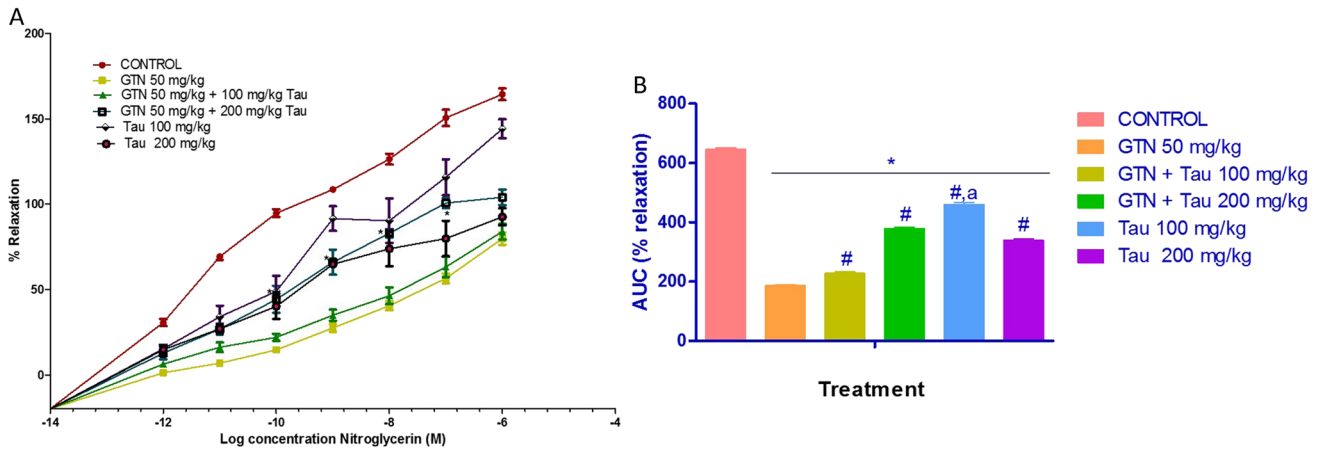 A
200
150
100
50
0
% Relaxation
CONTROL
GTN 50 mg/kg
GTN 50 mg/kg + 100 mg/kg Tau
GTN 50 mg/kg + 200 mg/kg Tau
Tau 100 mg/kg
Tau 200 mg/kg
*
*
*
*
-14 -12 -10 -8 -6 -4
Log concentration Nitroglycerin (M)
B
800
600
400
200
0
AUC (% relaxation)
*
#
#
#,a
#
Treatment
CONTROL
GTN 50 mg/kg
GTN + Tau 100 mg/kg
GTN + Tau 200 mg/kg
Tau 100 mg/kg
Tau 200 mg/kg